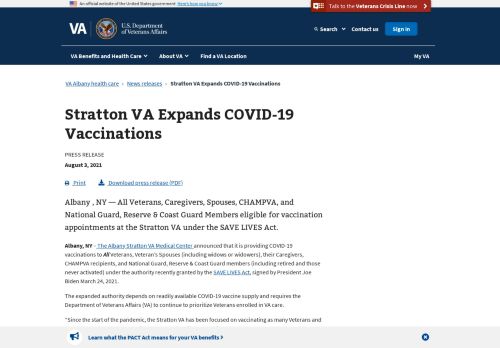 An official website of the United States government Here's how you know
Talk to the Veterans Crisis Line now
VA
U.S. Department of Veterans Affairs
Search
Contact us
Sign in
VA Benefits and Health Care
About VA
Find a VA Location
My VA
VA Albany health care › News releases › Stratton VA Expands COVID-19 Vaccinations
Stratton VA Expands COVID-19
Vaccinations
PRESS RELEASE
August 3, 2021
Print
Download press release (PDF)
Albany , NY — All Veterans, Caregivers, Spouses, CHAMPVA, and
National Guard, Reserve & Coast Guard Members eligible for vaccination
appointments at the Stratton VA under the SAVE LIVES Act.
Albany, NY - The Albany Stratton VA Medical Center announced that it is providing COVID-19
vaccinations to All Veterans, Veteran's Spouses (including widows or widowers), their Caregivers,
CHAMPVA recipients, and National Guard, Reserve & Coast Guard members (including retired and those
never activated) under the authority recently granted by the SAVE LIVES Act, signed by President Joe
Biden March 24, 2021.
The expanded authority depends on readily available COVID-19 vaccine supply and requires the
Department of Veterans Affairs (VA) to continue to prioritize Veterans enrolled in VA care.
"Since the start of the pandemic, the Stratton VA has been focused on vaccinating as many Veterans and
Learn what the PACT Act means for your VA benefits